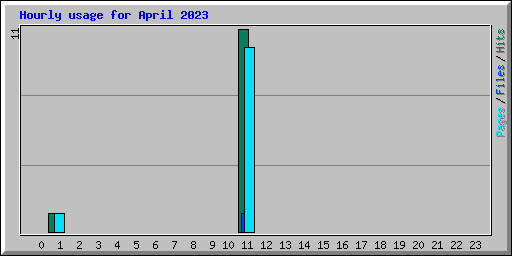 Hourly usage for April 2023
11
Pages/Files/Hits
0 1 2 3 4 5 6 7 8 9 10 11 12 13 14 15 16 17 18 19 20 21 22 23